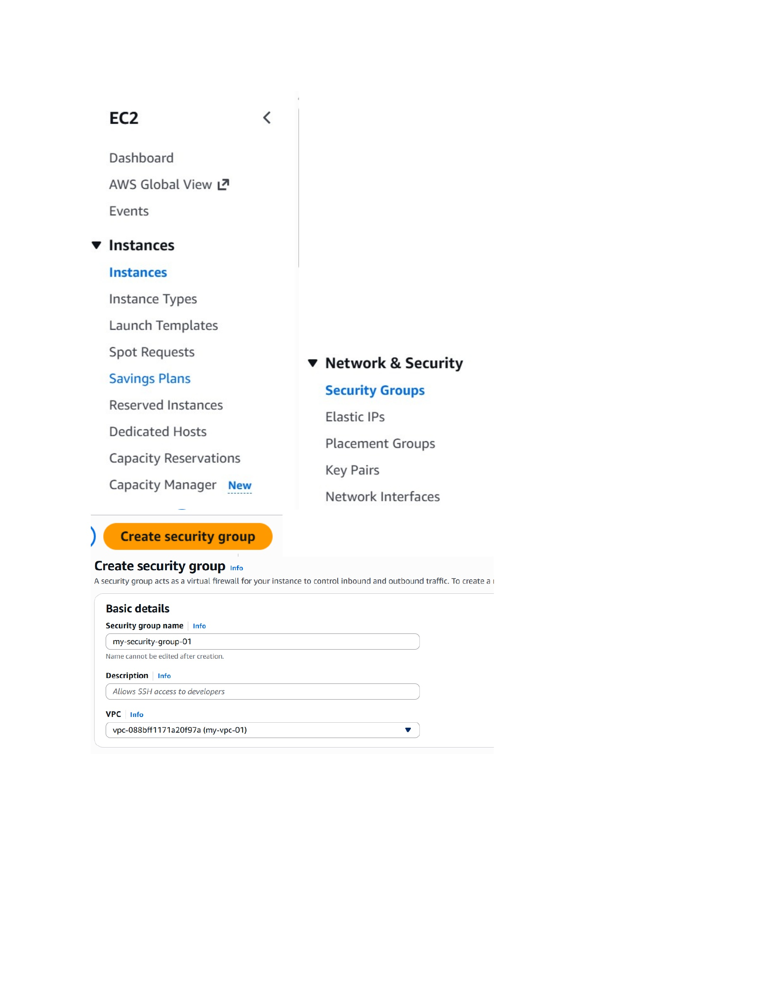 EC2
Dashboard
AWS Global View
Events
Instances
Instances
Instance Types
Launch Templates
Spot Requests
Savings Plans
Reserved Instances
Dedicated Hosts
Capacity Reservations
Capacity Manager New
Network & Security
Security Groups
Elastic IPs
Placement Groups
Key Pairs
Network Interfaces
Create security group
Create security group Info
A security group acts as a virtual firewall for your instance to control inbound and outbound traffic. To create a
Basic details
Security group name Info
my-security-group-01
Name cannot be edited after creation.
Description Info
Allows SSH access to developers
VPC Info
vpc-088bff1171a20f97a (my-vpc-01)